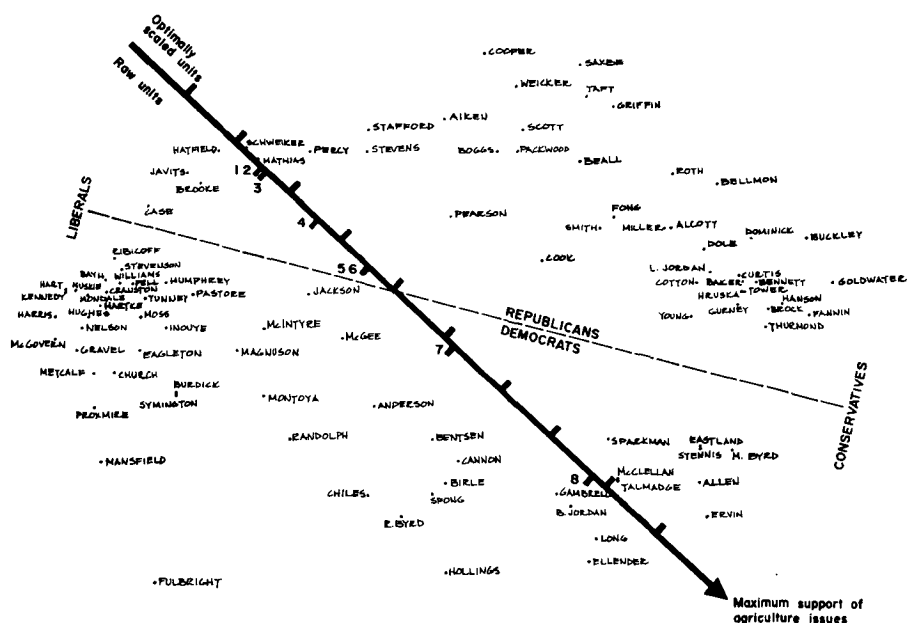 Optimally
scaled units
Raw units
COOPER
SAXBE
WEICKER
TAFT
GRIFFIN
AIKEN
STAFFORD
SCOTT
SCHWEIKER
HATFIELD
PERCY
STEVENS
BOGGS
PACKWOOD
MATHIAS
BEALL
JAVITS
1 2
3
BROOKE
ROTH
BELLMON
CASE
LIBERALS
4
PEARSON
FONG
SMITH
MILLER
ALCOTT
DOMINICK
BUCKLEY
DOLE
RIBICOFF
STEVENSON
5 6
COOK
L. JORDAN
BAYH
WILLIAMS
CURTIS
HART
MUSKIE
PELL
HUMPHREY
COTTON
BAKER
BENNETT
GOLDWATER
CRANSTON
KENNEDY
MONDALE
TUNNEY
PASTORE
JACKSON
HRUSKA
TOWER
HANSON
HARTKE
HARRIS
HUGHES
MOSS
REPUBLICANS
YOUNG
GURNEY
BROCK
FANNIN
NELSON
INOUYE
McINTYRE
DEMOCRATS
THURMOND
McGEE
McGOVERN
GRAVEL
EAGLETON
MAGNUSON
7
METCALF
CHURCH
BURDICK
CONSERVATIVES
SYMINGTON
MONTOYA
ANDERSON
PROXMIRE
RANDOLPH
BENTSEN
SPARKMAN
EASTLAND
STENNIS
H. BYRD
MANSFIELD
CANNON
McCLELLAN
8
BIRLE
TALMADGE
ALLEN
CHILES
SPONG
GAMBRELL
B. JORDAN
ERVIN
R. BYRD
LONG
ELLENDER
HOLLINGS
FULBRIGHT
Maximum support of
agriculture issues